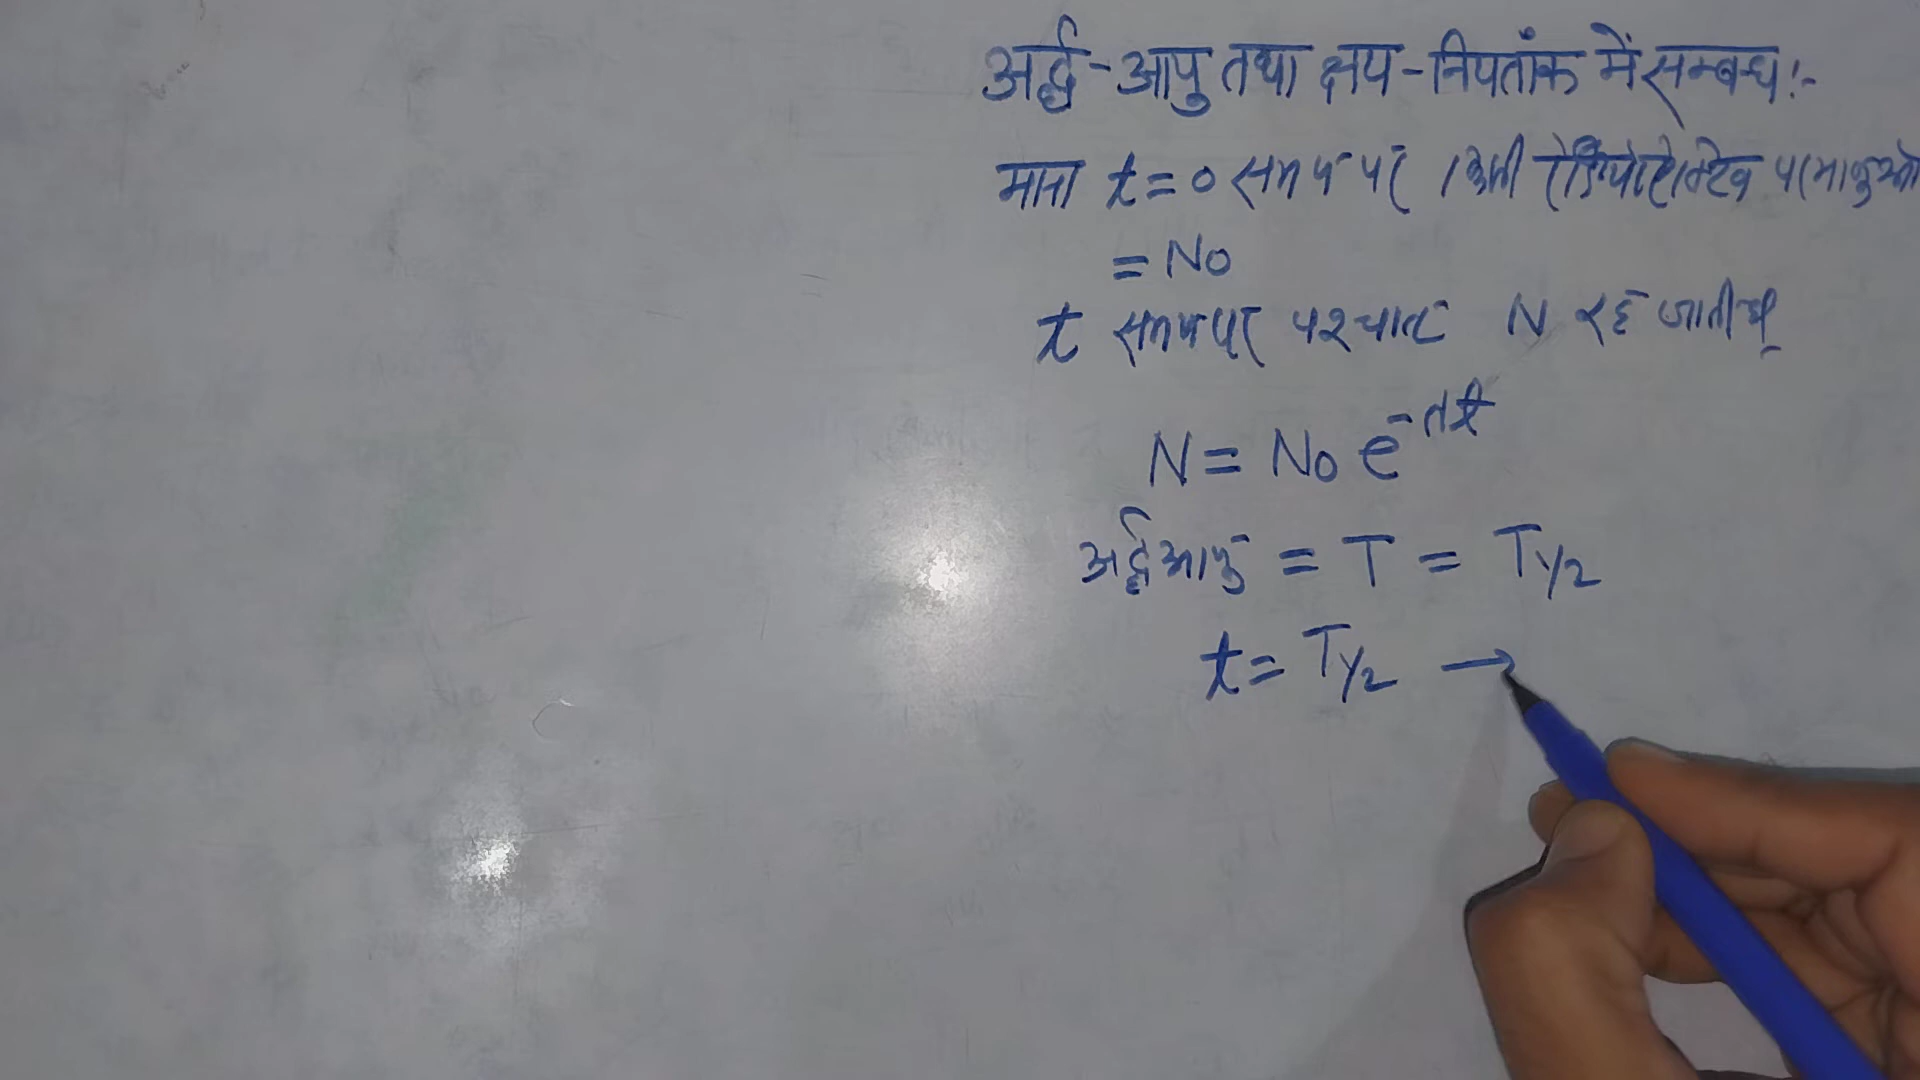 अर्द्ध-आयु तथा क्षय-नियतांक में सम्बन्ध :-
माना t = 0 समय पर किसी रेडियोऐक्टिव परमाणुओं
= N₀
t समय पर पश्चात N रह जाती है
N = N₀ e^-λt
अर्द्धआयु = T = T1/2
t = T1/2 →